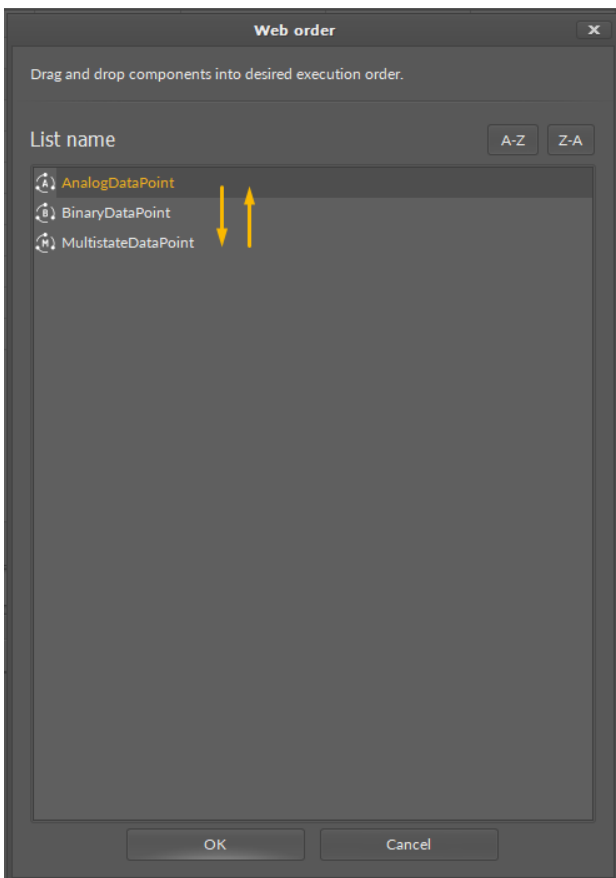 Web order
x
Drag and drop components into desired execution order.
List name
A-Z Z-A
A AnalogDataPoint
B BinaryDataPoint
M MultistateDataPoint
OK Cancel